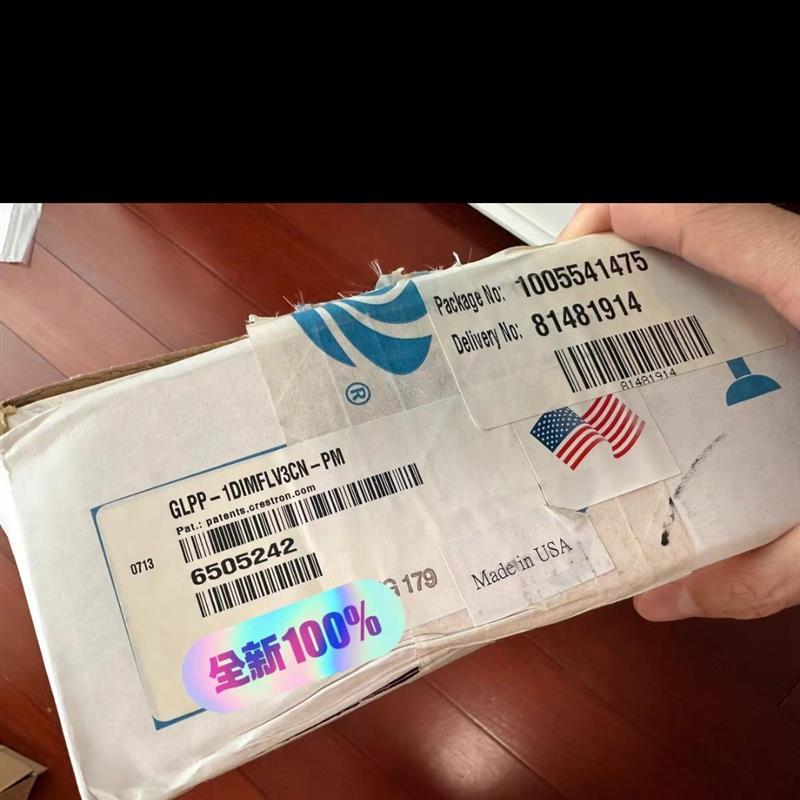 Package No: 1005541475
Delivery No: 81481914
81481914
®
GLPP-1DIMFLV3CN-PM
Pat.: patents.crestron.com
0713
6505242
G 179
Made in USA
全新100%